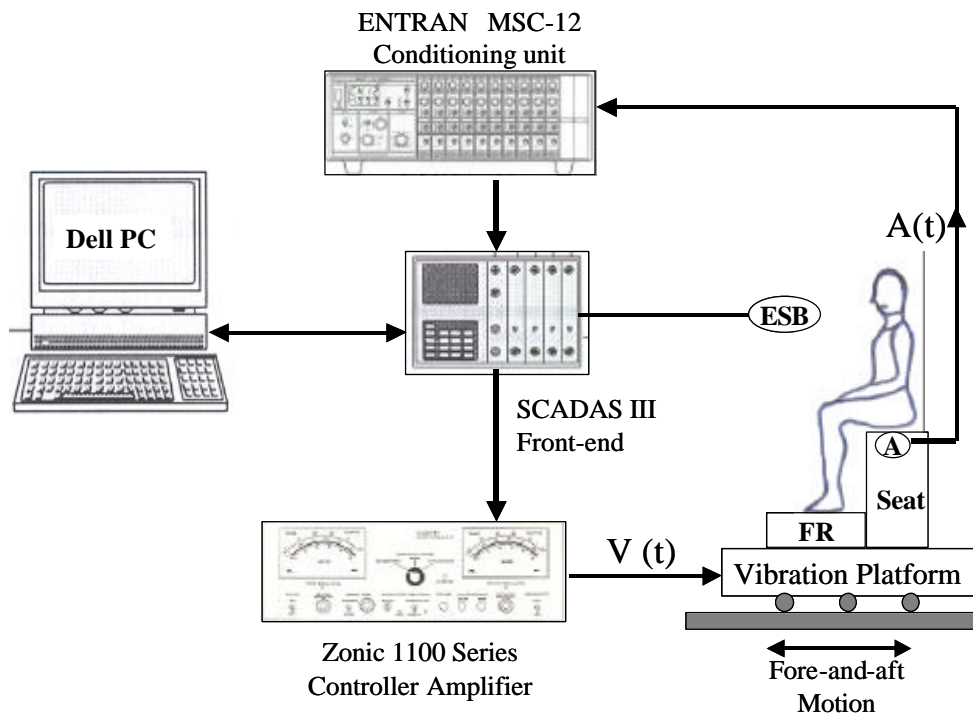 ENTRAN MSC-12
Conditioning unit
Dell PC
A(t)
ESB
SCADAS III
Front-end
A
Seat
FR
V (t)
Vibration Platform
Zonic 1100 Series
Controller Amplifier
Fore-and-aft
Motion